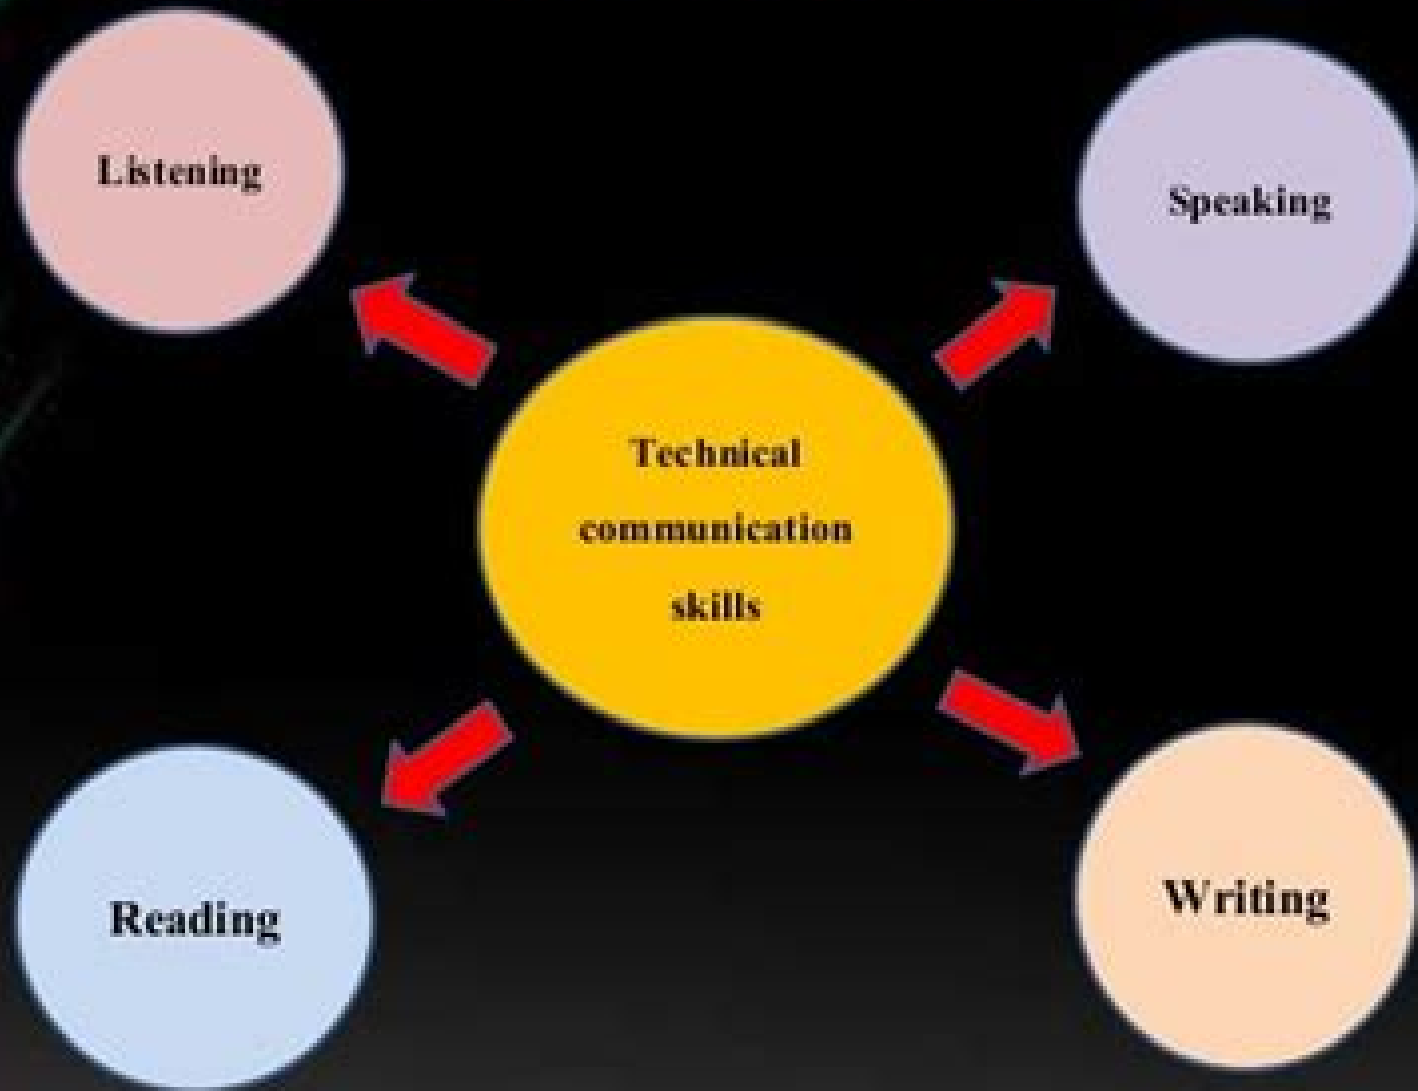 Listening
Speaking
Technical
communication
skills
Reading
Writing